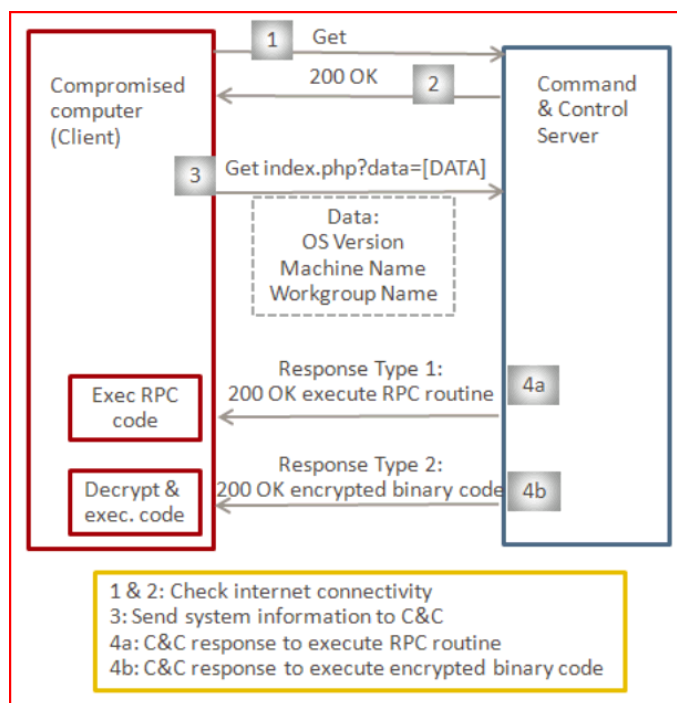 1
Get
200 OK
2
Compromised
computer
(Client)
Command
& Control
Server
3
Get index.php?data=[DATA]
Data:
OS Version
Machine Name
Workgroup Name
Response Type 1:
200 OK execute RPC routine
4a
Exec RPC
code
Response Type 2:
200 OK encrypted binary code
4b
Decrypt &
exec. code
1 & 2: Check internet connectivity
3: Send system information to C&C
4a: C&C response to execute RPC routine
4b: C&C response to execute encrypted binary code